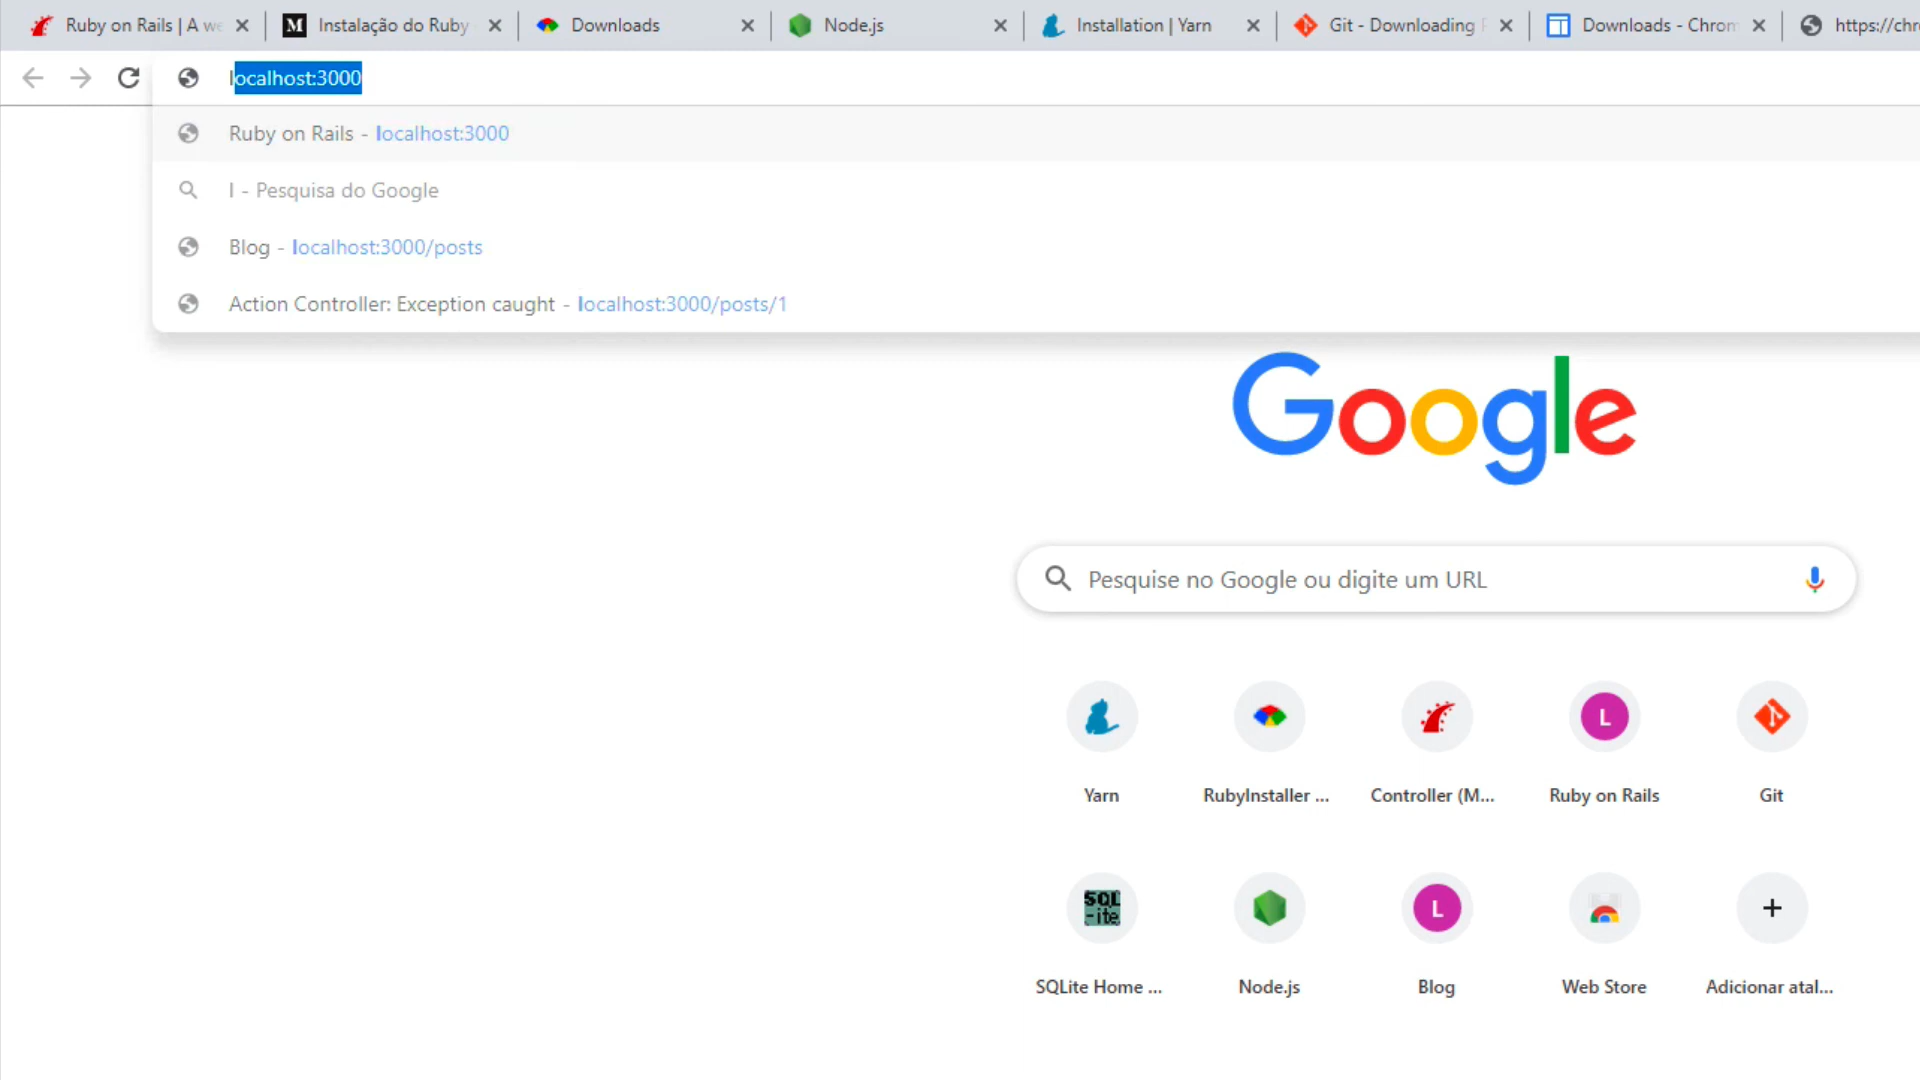 Ruby on Rails | A we
Instalação do Ruby
Downloads
Node.js
Installation | Yarn
Git - Downloading P
Downloads - Chrom
https://chro
localhost:3000
Ruby on Rails - localhost:3000
l - Pesquisa do Google
Blog - localhost:3000/posts
Action Controller: Exception caught - localhost:3000/posts/1
Google
Pesquise no Google ou digite um URL
L
Yarn
RubyInstaller ...
Controller (M...
Ruby on Rails
Git
SQL
-ite
L
SQLite Home ...
Node.js
Blog
Web Store
Adicionar atal...